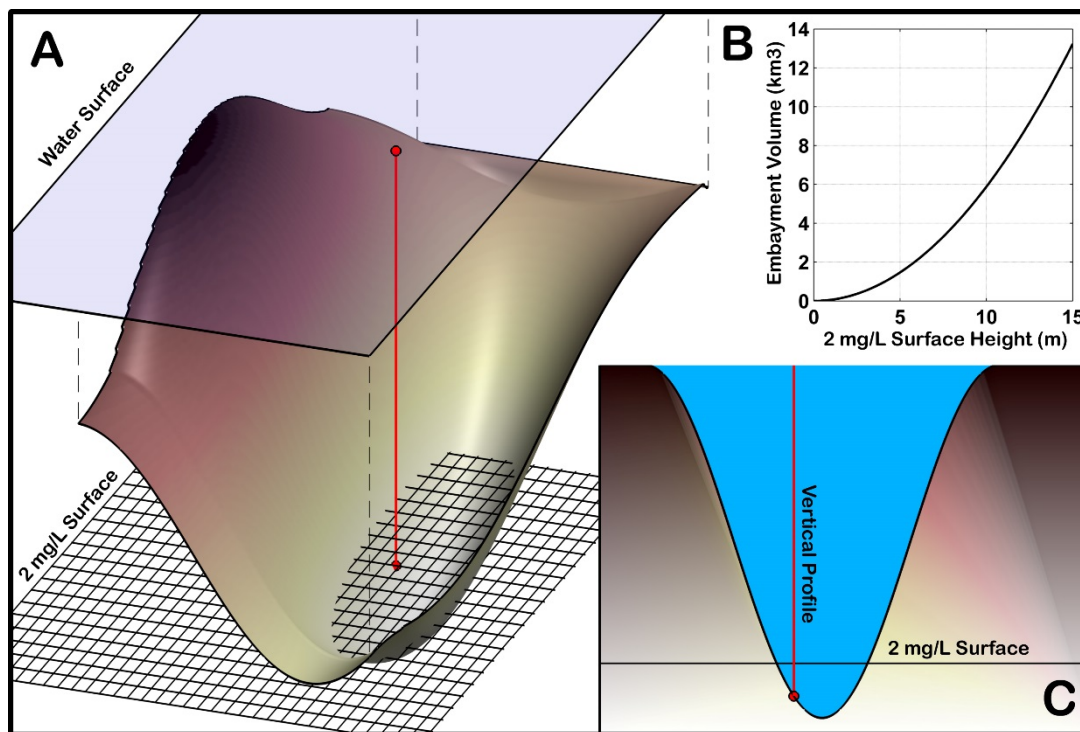 A
Water Surface
2 mg/L Surface
B
Embayment Volume (km3)
14
12
10
8
6
4
2
0
0 5 10 15
2 mg/L Surface Height (m)
Vertical Profile
2 mg/L Surface
C